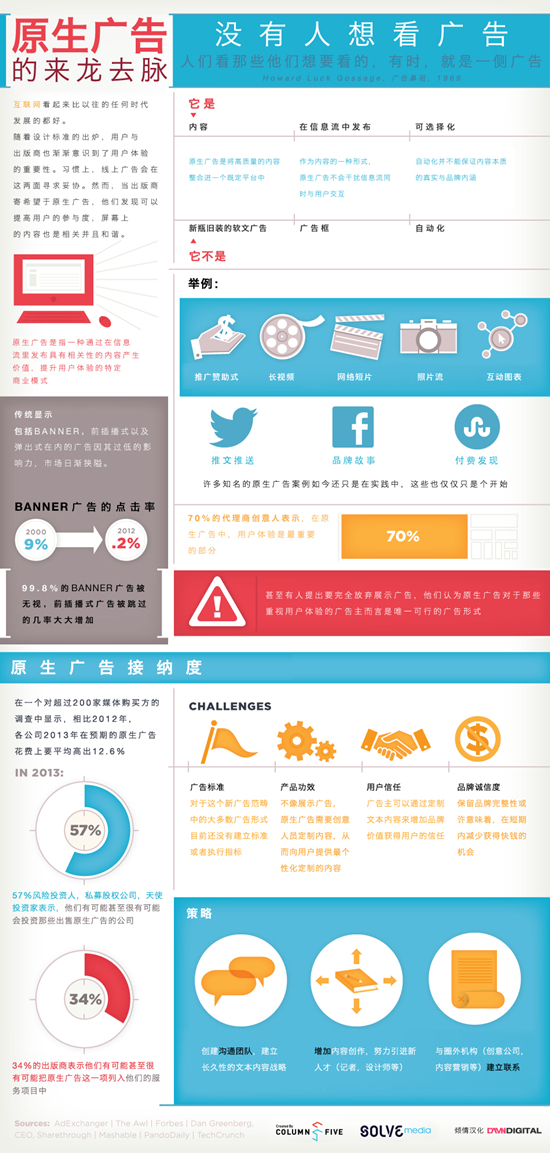 原生广告
的来龙去脉
没有人想看广告
人们看那些他们想要看的，有时，就是一侧广告
Howard Luck Gossage, 广告鼻祖, 1969
互联网看起来比以往的任何时代
发展的都好。
随着设计标准的出炉，用户与
出版商也渐渐意识到了用户体验
的重要性。习惯上，线上广告会在
这两面寻求妥协。然而，当出版商
寄希望于原生广告，他们发现可以
提高用户的参与度，屏幕上
的内容也是相关并且和谐。
原生广告是指一种通过在信息
流里发布具有相关性的内容产生
价值，提升用户体验的特定
商业模式
它是
内容
在信息流中发布
可选择化
原生广告是将高质量的内容
整合进一个既定平台中
作为内容的一种形式，
原生广告不会干扰信息流同
时与用户交互
自动化并不能保证内容本质
的真实与品牌内涵
新瓶旧装的软文广告
广告框
自动化
它不是
举例：
推广赞助式
长视频
网络短片
照片流
互动图表
推文推送
品牌故事
付费发现
许多知名的原生广告案例如今还只是在实践中，这些也仅仅只是个开始
传统显示
包括BANNER，前插播式以及
弹出式在内的广告因其过低的影
响力，市场日渐狭隘。
BANNER广告的点击率
2000
9%
2012
.2%
99.8%的BANNER广告被
无视，前插播式广告被跳过
的几率大大增加
70%的代理商创意人表示，在原
生广告中，用户体验是最重要
的部分
70%
甚至有人提出要完全放弃展示广告，他们认为原生广告对于那些
重视用户体验的广告主而言是唯一可行的广告形式
原生广告接纳度
在一个对超过200家媒体购买方的
调查中显示，相比2012年，
各公司2013年在预期的原生广告
花费上要平均高出12.6%
IN 2013:
57%
57%风险投资人，私募股权公司，天使
投资家表示，他们有可能甚至很有可能
会投资那些出售原生广告的公司
34%
34%的出版商表示他们有可能甚至很
有可能把原生广告这一项列入他们的服
务项目中
CHALLENGES
广告标准
对于这个新广告范畴
中的大多数广告形式
目前还没有建立标准
或者执行指标
产品功效
不像展示广告，
原生广告需要创意
人员定制内容，从
而向用户提供最个
性化定制的内容
用户信任
广告主可以通过定制
文本内容来增加品牌
价值获得用户的信任
品牌诚信度
保留品牌完整性或
许意味着，在短期
内减少获得快钱的
机会
策略
创建沟通团队，建立
长久性的文本内容战略
增加内容创作，努力引进新
人才（记者，设计师等）
与圈外机构（创意公司，
内容营销等）建立联系
Sources: AdExchanger | The Awl | Forbes | Dan Greenberg,
CEO, Sharethrough | Mashable | PandoDaily | TechCrunch
Created By
COLUMN FIVE
SOLVEmedia
倾情汉化 DAMNDIGITAL